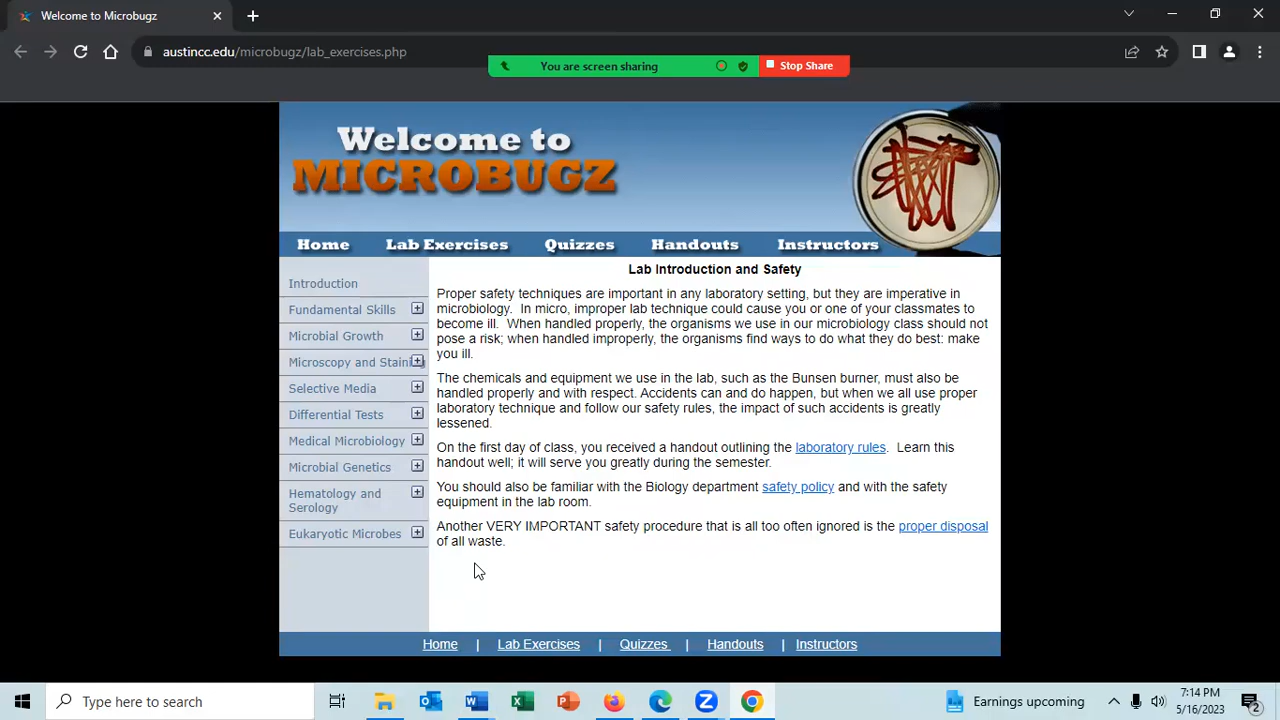 Welcome to Microbugz
austincc.edu/microbugz/lab_exercises.php
You are screen sharing
Stop Share
Welcome to
MICROBUGZ
Home
Lab Exercises
Quizzes
Handouts
Instructors
Introduction
Fundamental Skills
Microbial Growth
Microscopy and Staining
Selective Media
Differential Tests
Medical Microbiology
Microbial Genetics
Hematology and
Serology
Eukaryotic Microbes
Lab Introduction and Safety
Proper safety techniques are important in any laboratory setting, but they are imperative in
microbiology. In micro, improper lab technique could cause you or one of your classmates to
become ill. When handled properly, the organisms we use in our microbiology class should not
pose a risk; when handled improperly, the organisms find ways to do what they do best: make
you ill.
The chemicals and equipment we use in the lab, such as the Bunsen burner, must also be
handled properly and with respect. Accidents can and do happen, but when we all use proper
laboratory technique and follow our safety rules, the impact of such accidents is greatly
lessened.
On the first day of class, you received a handout outlining the laboratory rules. Learn this
handout well; it will serve you greatly during the semester.
You should also be familiar with the Biology department safety policy and with the safety
equipment in the lab room.
Another VERY IMPORTANT safety procedure that is all too often ignored is the proper disposal
of all waste.
Home | Lab Exercises | Quizzes | Handouts | Instructors
Type here to search
Earnings upcoming
7:14 PM
5/16/2023
2